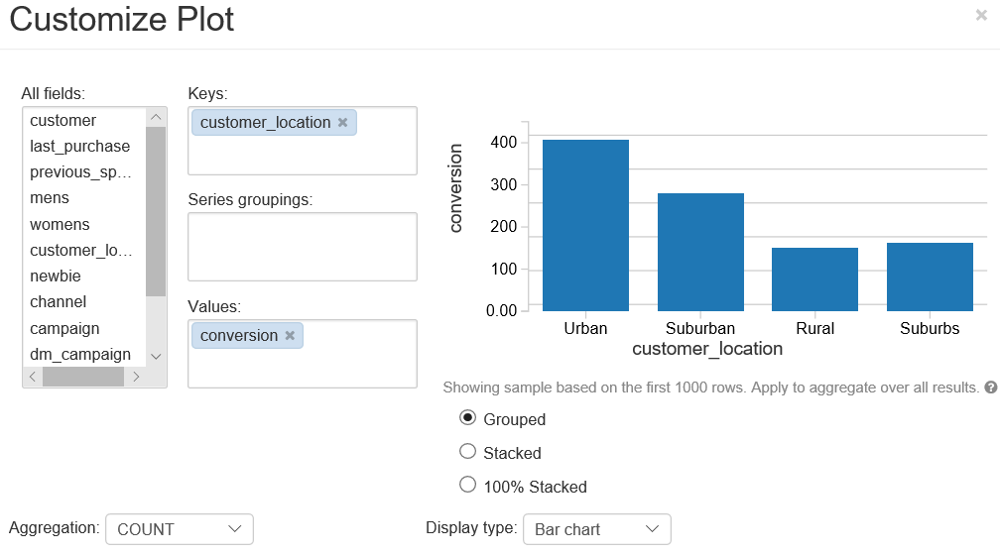 Customize Plot
×
All fields:
customer
last_purchase
previous_sp...
mens
womens
customer_lo...
newbie
channel
campaign
dm_campaign
Keys:
customer_location ×
Series groupings:
Values:
conversion ×
conversion
400
300
200
100
0.00
Urban Suburban Rural Suburbs
customer_location
Showing sample based on the first 1000 rows. Apply to aggregate over all results. ?
Grouped
Stacked
100% Stacked
Aggregation: COUNT
Display type: Bar chart